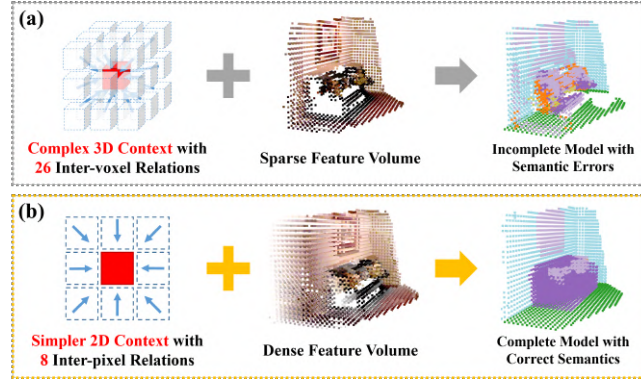 (a)
Complex 3D Context with
26 Inter-voxel Relations
Sparse Feature Volume
Incomplete Model with
Semantic Errors
(b)
Simpler 2D Context with
8 Inter-pixel Relations
Dense Feature Volume
Complete Model with
Correct Semantics